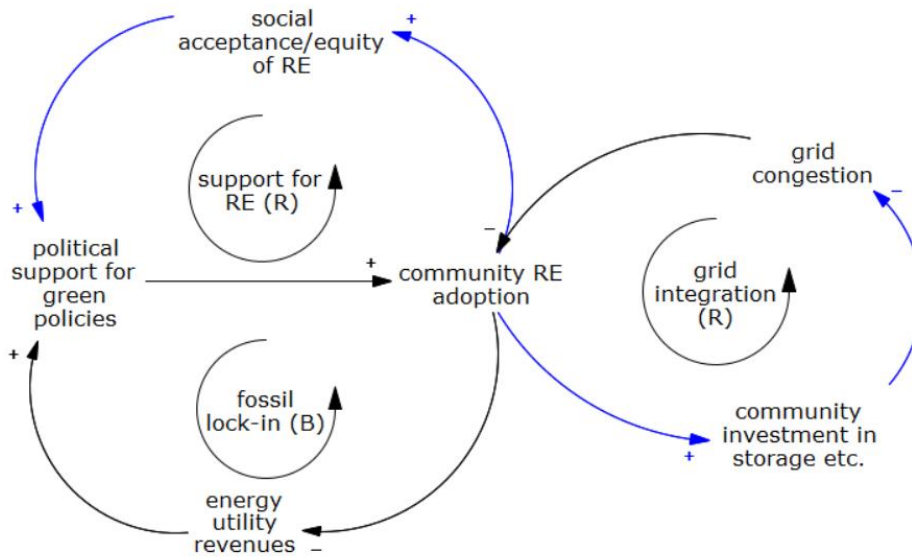 social
acceptance/equity
of RE
+
+
support for
RE (R)
+
political
support for
green
policies
+
+
community RE
adoption
–
grid
congestion
–
grid
integration
(R)
fossil
lock-in (B)
community
investment in
storage etc.
+
energy
utility
revenues
–